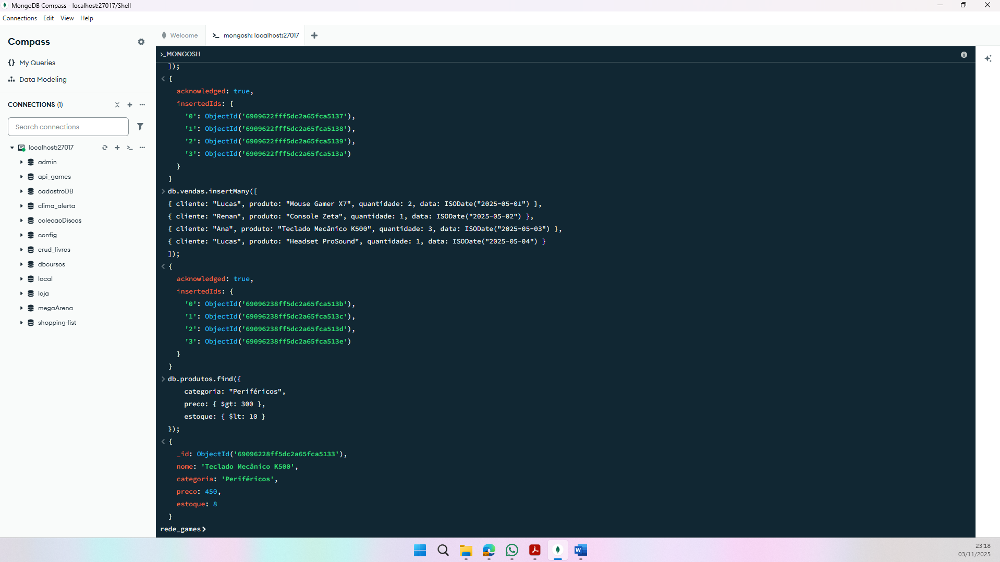 MongoDB Compass - localhost:27017/Shell
Connections Edit View Help
Compass
My Queries
Data Modeling
CONNECTIONS (1)
Search connections
localhost:27017
admin
api_games
cadastroDB
clima_alerta
colecaoDiscos
config
crud_livros
dbcursos
local
loja
megaArena
shopping-list
Welcome
>_ mongosh: localhost:27017
>_MONGOSH
]);
< {
acknowledged: true,
insertedIds: {
'0': ObjectId('6909622fff5dc2a65fca5137'),
'1': ObjectId('6909622fff5dc2a65fca5138'),
'2': ObjectId('6909622fff5dc2a65fca5139'),
'3': ObjectId('6909622fff5dc2a65fca513a')
}
}
> db.vendas.insertMany([
{ cliente: "Lucas", produto: "Mouse Gamer X7", quantidade: 2, data: ISODate("2025-05-01") },
{ cliente: "Renan", produto: "Console Zeta", quantidade: 1, data: ISODate("2025-05-02") },
{ cliente: "Ana", produto: "Teclado Mecânico K500", quantidade: 3, data: ISODate("2025-05-03") },
{ cliente: "Lucas", produto: "Headset ProSound", quantidade: 1, data: ISODate("2025-05-04") }
]);
< {
acknowledged: true,
insertedIds: {
'0': ObjectId('69096238ff5dc2a65fca513b'),
'1': ObjectId('69096238ff5dc2a65fca513c'),
'2': ObjectId('69096238ff5dc2a65fca513d'),
'3': ObjectId('69096238ff5dc2a65fca513e')
}
}
> db.produtos.find({
categoria: "Periféricos",
preco: { $gt: 300 },
estoque: { $lt: 10 }
});
< {
_id: ObjectId('69096228ff5dc2a65fca5133'),
nome: 'Teclado Mecânico K500',
categoria: 'Periféricos',
preco: 450,
estoque: 8
}
rede_games>
23:18
03/11/2025